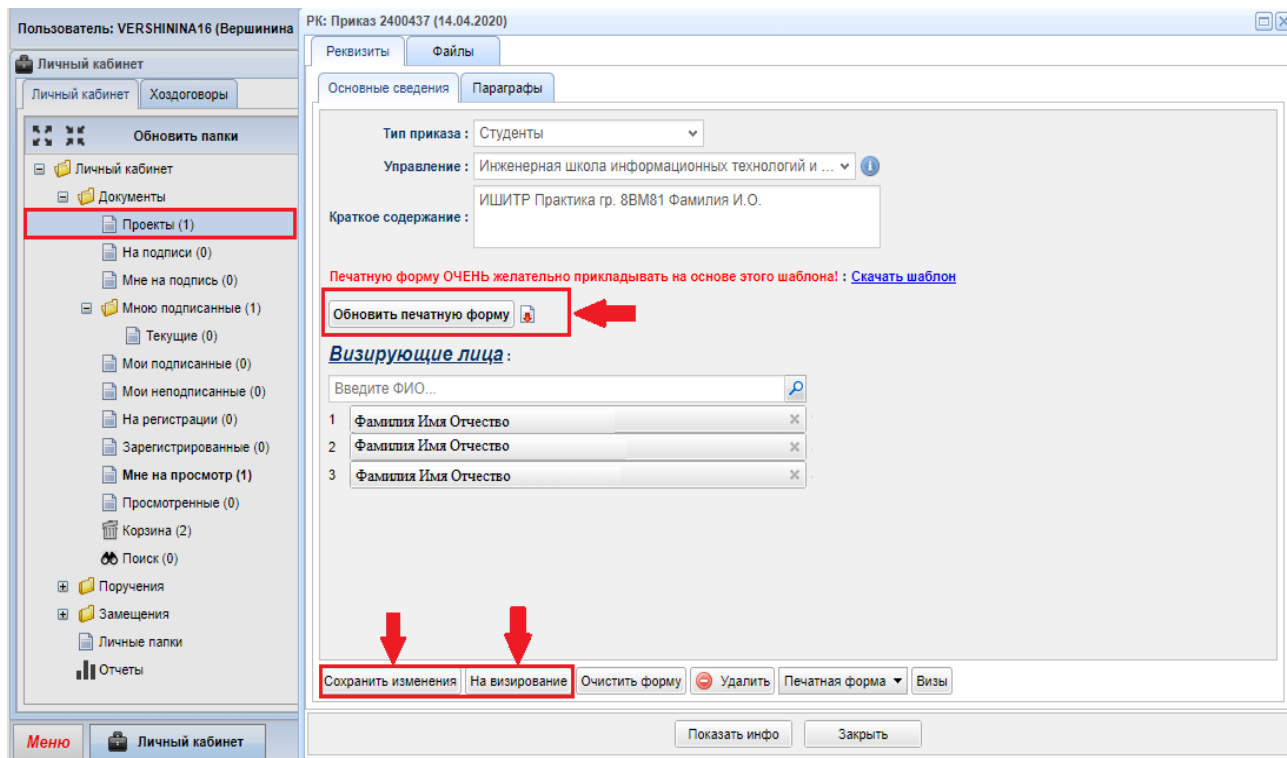 Пользователь: VERSHININA16 (Вершинина
Личный кабинет
Личный кабинет Хоздоговоры
Обновить папки
Личный кабинет
Документы
Проекты (1)
На подписи (0)
Мне на подпись (0)
Мною подписанные (1)
Текущие (0)
Мои подписанные (0)
Мои неподписанные (0)
На регистрации (0)
Зарегистрированные (0)
Мне на просмотр (1)
Просмотренные (0)
Корзина (2)
Поиск (0)
Поручения
Замещения
Личные папки
Отчеты
Меню Личный кабинет
РК: Приказ 2400437 (14.04.2020)
Реквизиты Файлы
Основные сведения Параграфы
Тип приказа : Студенты
Управление : Инженерная школа информационных технологий и ...
Краткое содержание : ИШИТР Практика гр. 8ВМ81 Фамилия И.О.
Печатную форму ОЧЕНЬ желательно прикладывать на основе этого шаблона! : Скачать шаблон
Обновить печатную форму
Визирующие лица :
Введите ФИО...
1 Фамилия Имя Отчество
2 Фамилия Имя Отчество
3 Фамилия Имя Отчество
Сохранить изменения На визирование Очистить форму Удалить Печатная форма Визы
Показать инфо Закрыть